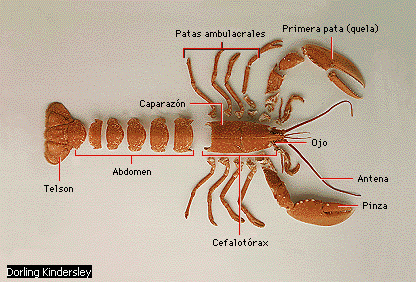 Primera pata (quela)
Patas ambulacrales
Caparazón
Ojo
Abdomen
Telson
Antena
Pinza
Cefalotórax
Dorling Kindersley